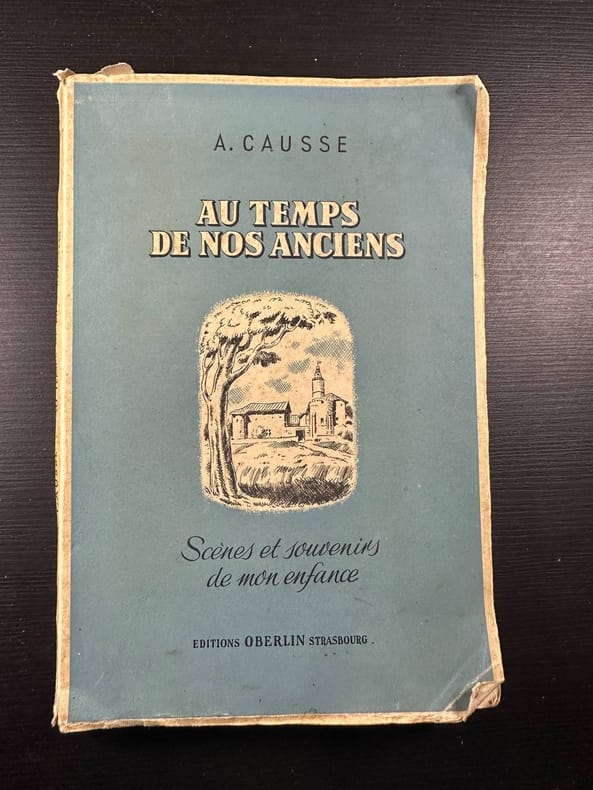 A. CAUSSE
AU TEMPS
DE NOS ANCIENS
Scènes et souvenirs
de mon enfance
EDITIONS OBERLIN STRASBOURG.